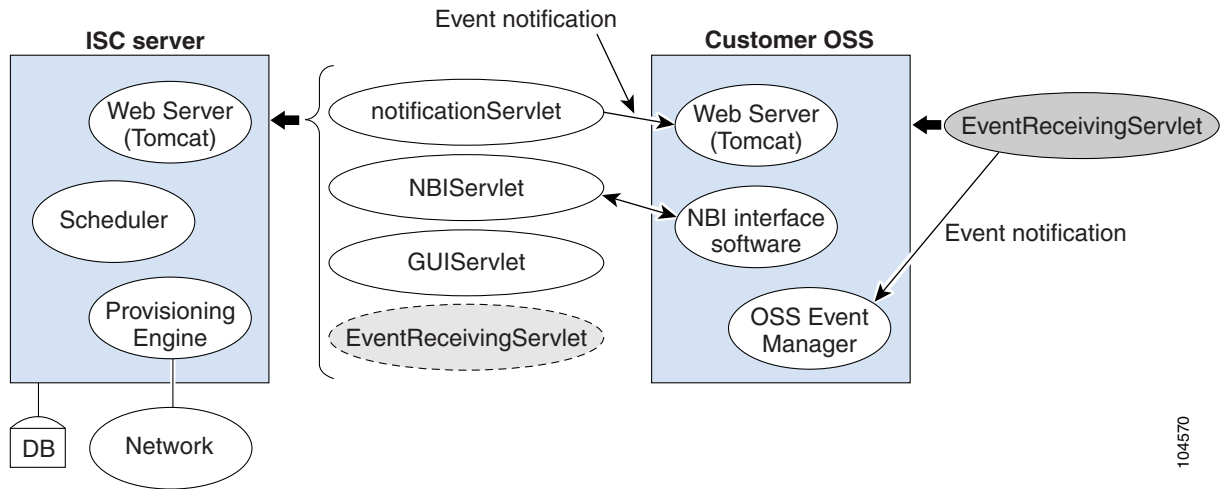 Event notification
ISC server
Customer OSS
Web Server
(Tomcat)
notificationServlet
Web Server
(Tomcat)
EventReceivingServlet
NBIServlet
Scheduler
NBI interface
software
Event notification
GUIServlet
Provisioning
Engine
EventReceivingServlet
OSS Event
Manager
DB
Network
104570